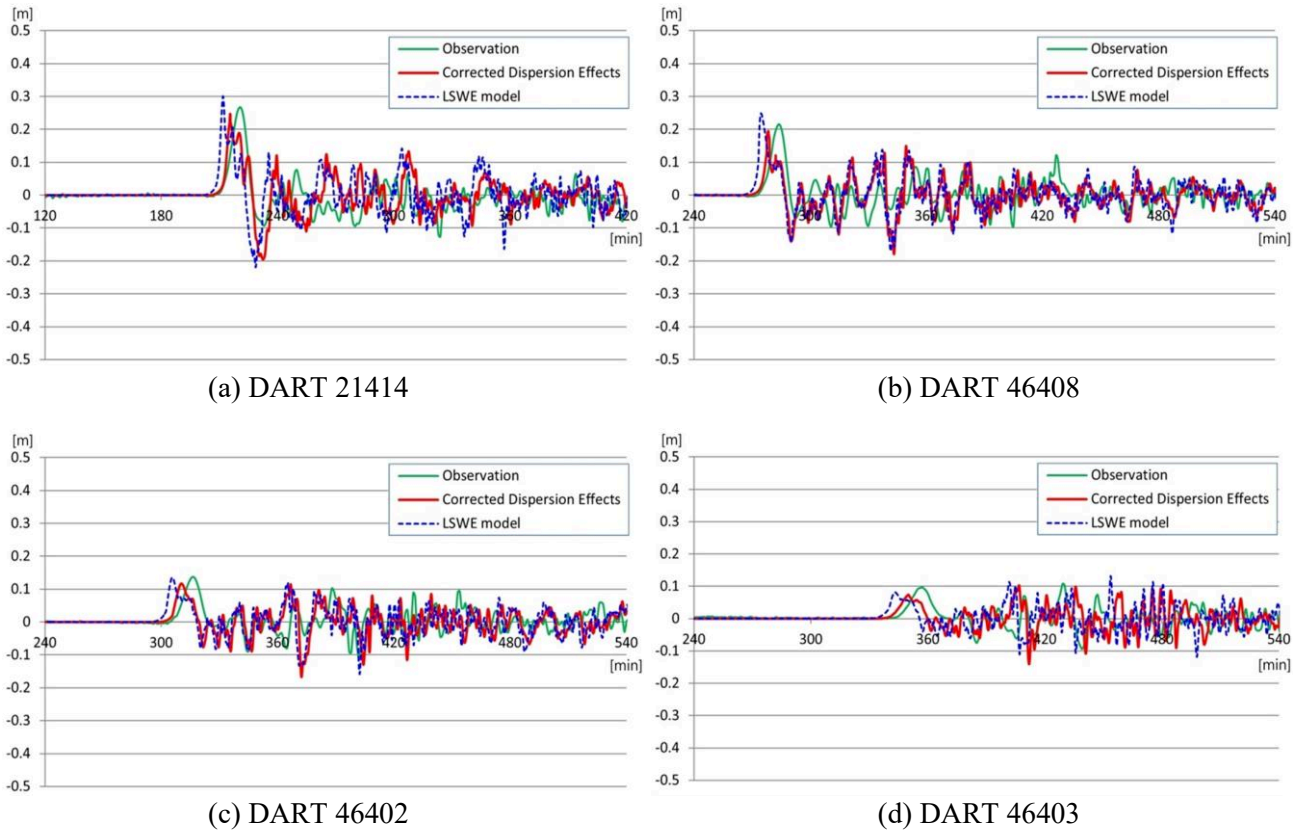 [m]
0.5
0.4
0.3
0.2
0.1
0
-0.1
-0.2
-0.3
-0.4
-0.5
120 180 240 300 360 420
[min]
Observation
Corrected Dispersion Effects
LSWE model
(a) DART 21414
[m]
0.5
0.4
0.3
0.2
0.1
0
-0.1
-0.2
-0.3
-0.4
-0.5
240 300 360 420 480 540
[min]
Observation
Corrected Dispersion Effects
LSWE model
(b) DART 46408
[m]
0.5
0.4
0.3
0.2
0.1
0
-0.1
-0.2
-0.3
-0.4
-0.5
240 300 360 420 480 540
[min]
Observation
Corrected Dispersion Effects
LSWE model
(c) DART 46402
[m]
0.5
0.4
0.3
0.2
0.1
0
-0.1
-0.2
-0.3
-0.4
-0.5
240 300 360 420 480 540
[min]
Observation
Corrected Dispersion Effects
LSWE model
(d) DART 46403